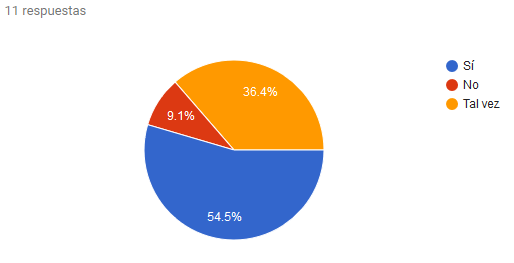 11 respuestas
Sí
No
Tal vez
36.4%
9.1%
54.5%